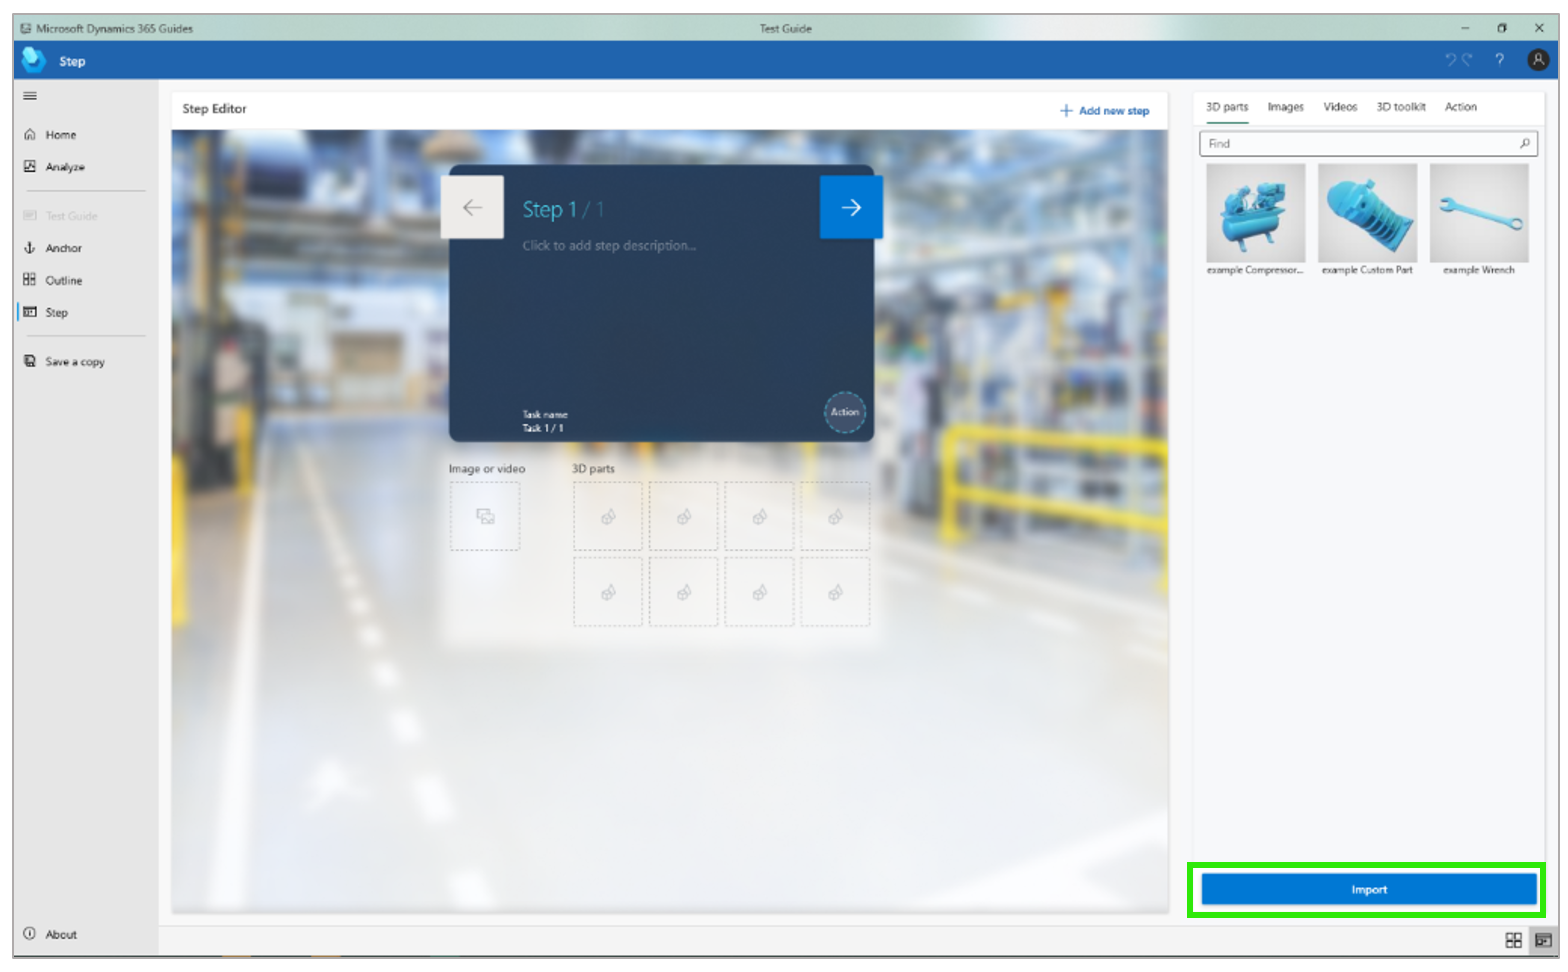 Microsoft Dynamics 365 Guides
Test Guide
Step
?
Home
Analyze
Test Guide
Anchor
Outline
Step
Save a copy
About
Step Editor
Add new step
Step 1 / 1
Click to add step description...
Task name
Task 1 / 1
Action
Image or video
3D parts
3D parts Images Videos 3D toolkit Action
Find
example Compressor... example Custom Part example Wrench
Import